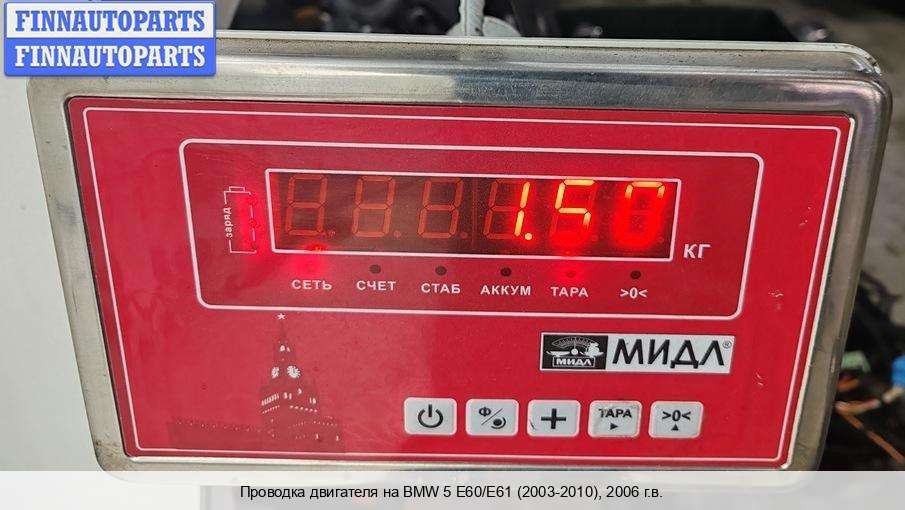 FINNAUTOPARTS
FINNAUTOPARTS
заряд
1.50
КГ
СЕТЬ СЧЕТ СТАБ АККУМ ТАРА >0<
МИДЛ МИДЛ®
Ф ТАРА >0<
Проводка двигателя на BMW 5 E60/E61 (2003-2010), 2006 г.в.